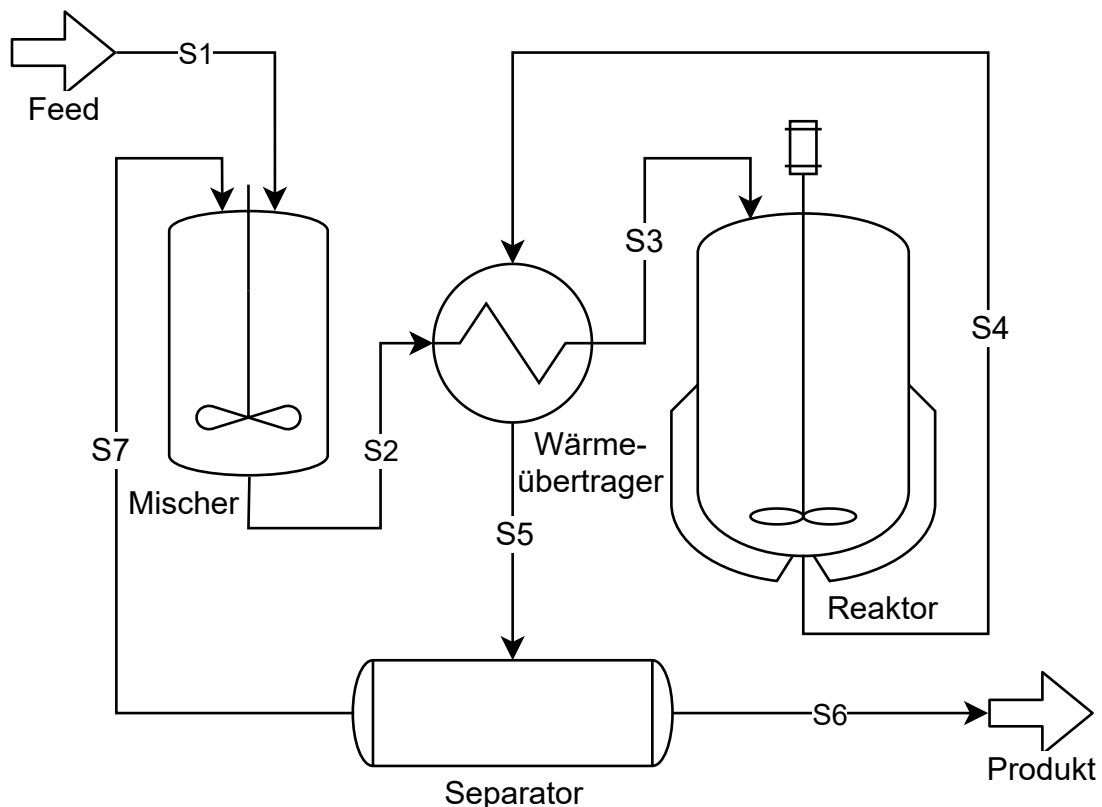 S1
Feed
S3
S4
S7
S2
Wärme-
übertrager
Mischer
S5
Reaktor
S6
Produkt
Separator